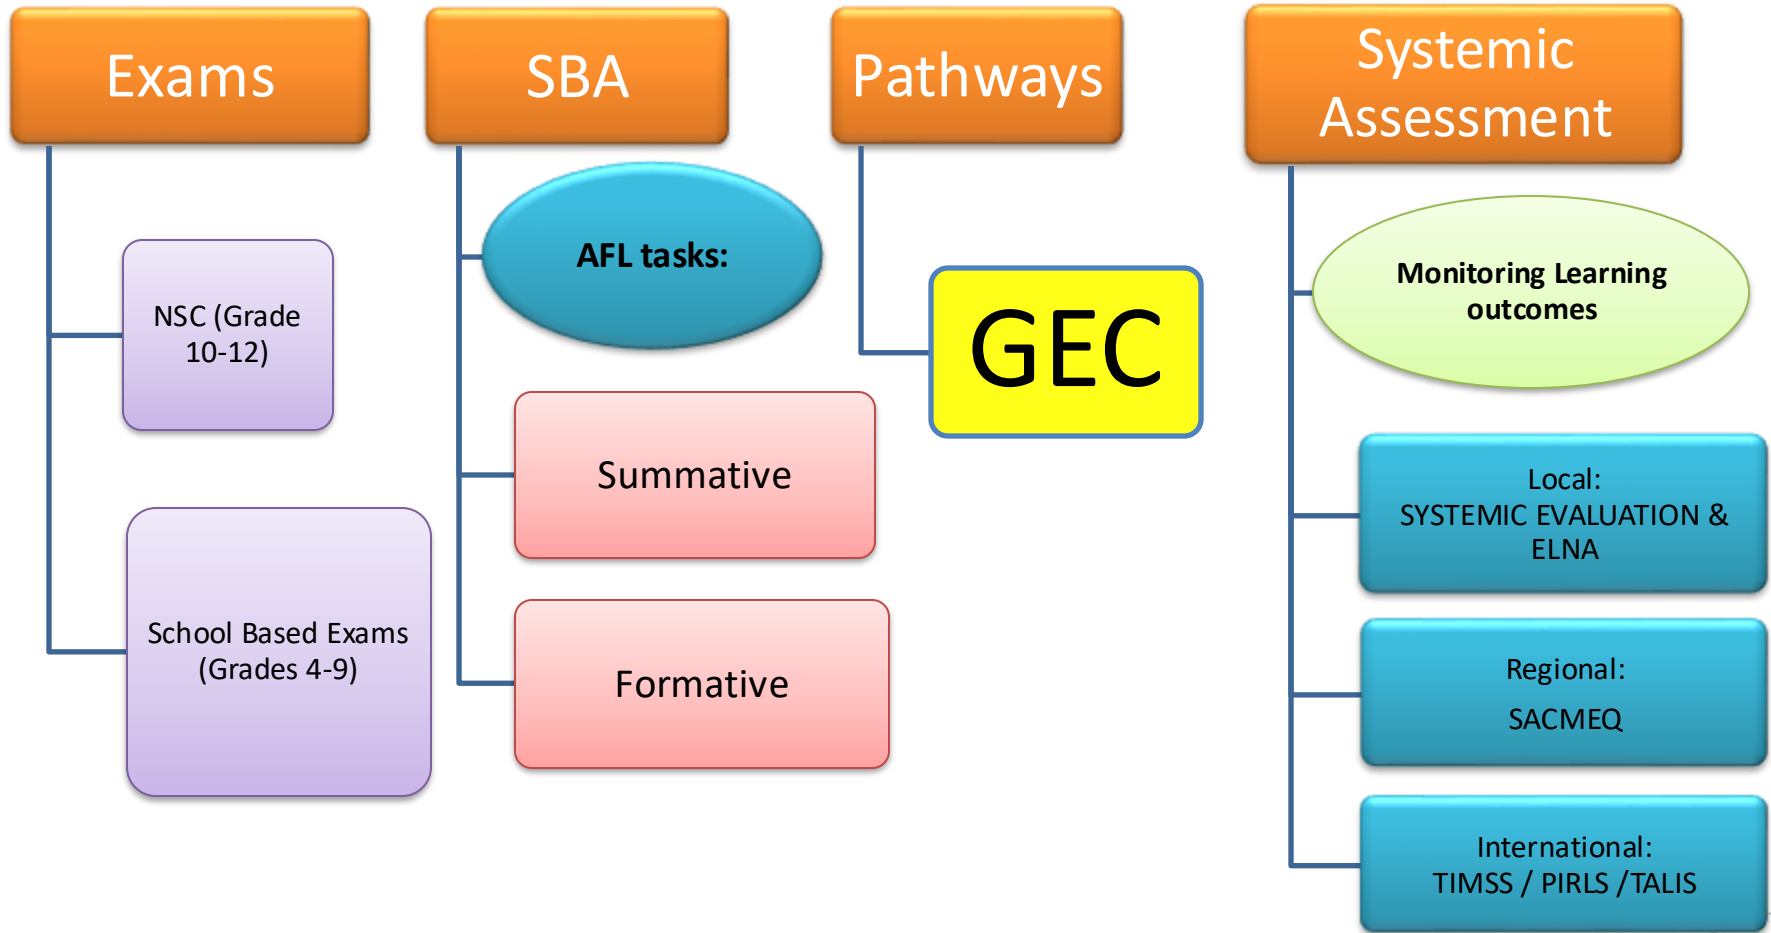 Exams
NSC (Grade
10-12)
School Based Exams
(Grades 4-9)
SBA
AFL tasks:
Summative
Formative
Pathways
GEC
Systemic
Assessment
Monitoring Learning
outcomes
Local:
SYSTEMIC EVALUATION &
ELNA
Regional:
SACMEQ
International:
TIMSS / PIRLS /TALIS